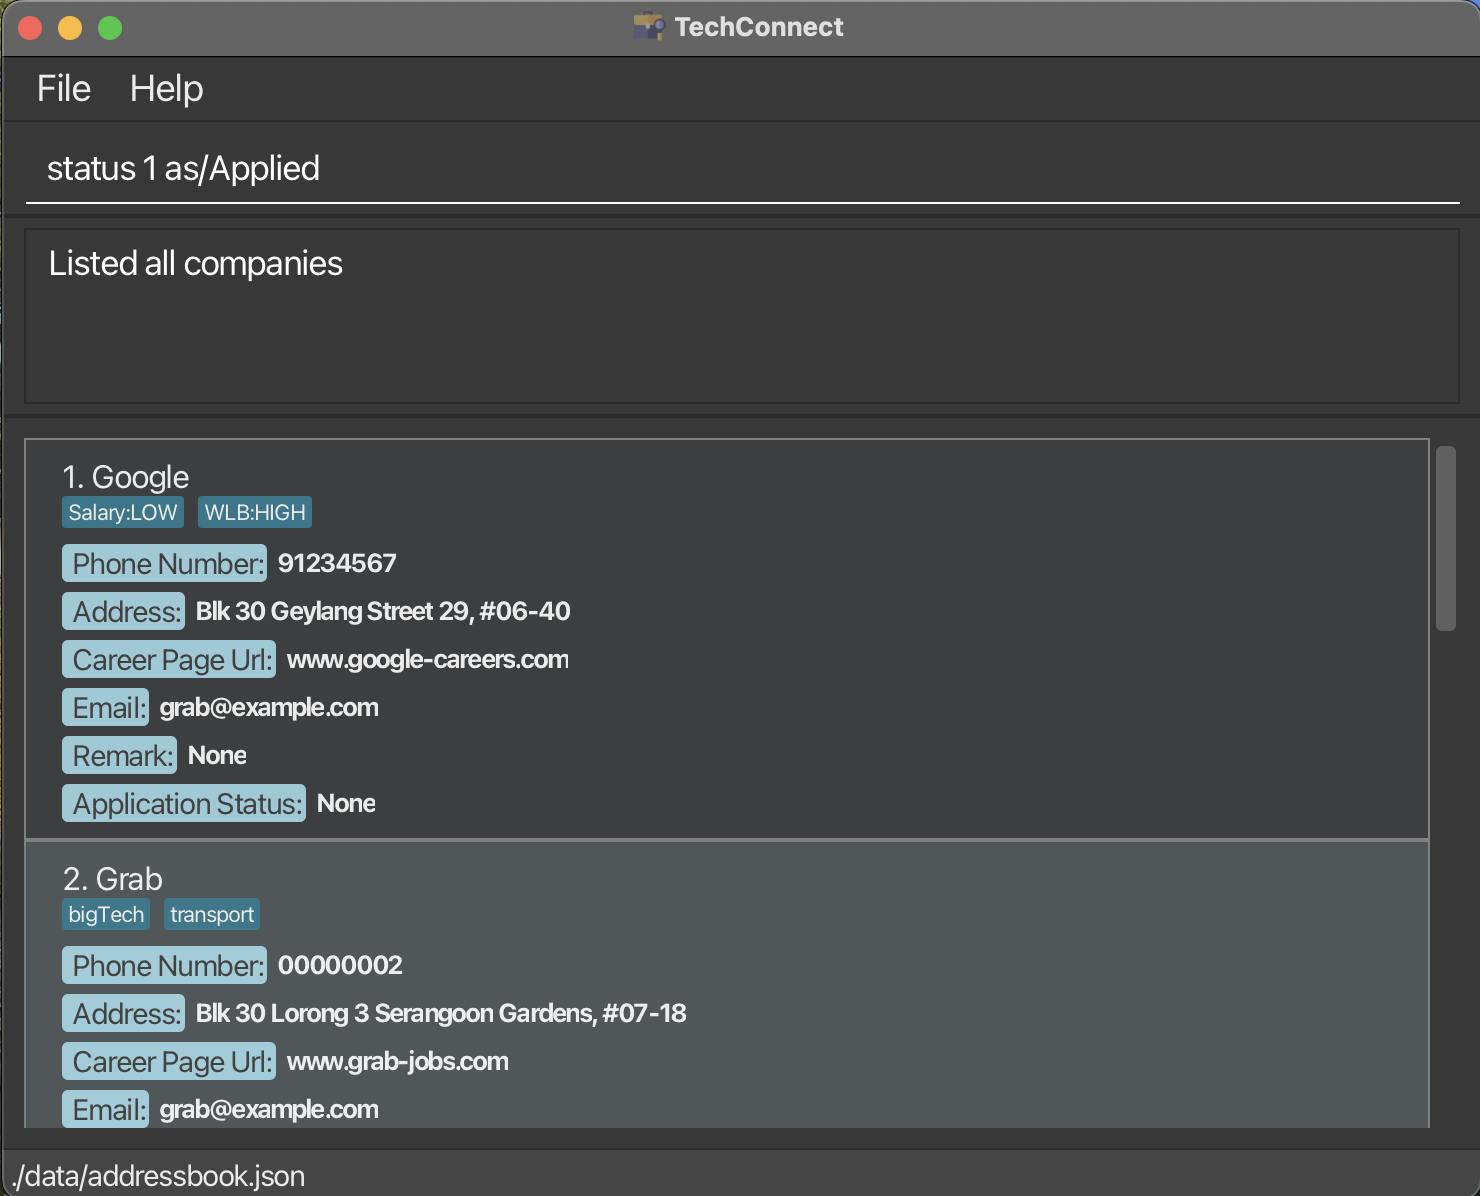 TechConnect
File Help
status 1 as/Applied
Listed all companies
1. Google
Salary:LOW WLB:HIGH
Phone Number: 91234567
Address: Blk 30 Geylang Street 29, #06-40
Career Page Url: www.google-careers.com
Email: grab@example.com
Remark: None
Application Status: None
2. Grab
bigTech transport
Phone Number: 00000002
Address: Blk 30 Lorong 3 Serangoon Gardens, #07-18
Career Page Url: www.grab-jobs.com
Email: grab@example.com
./data/addressbook.json